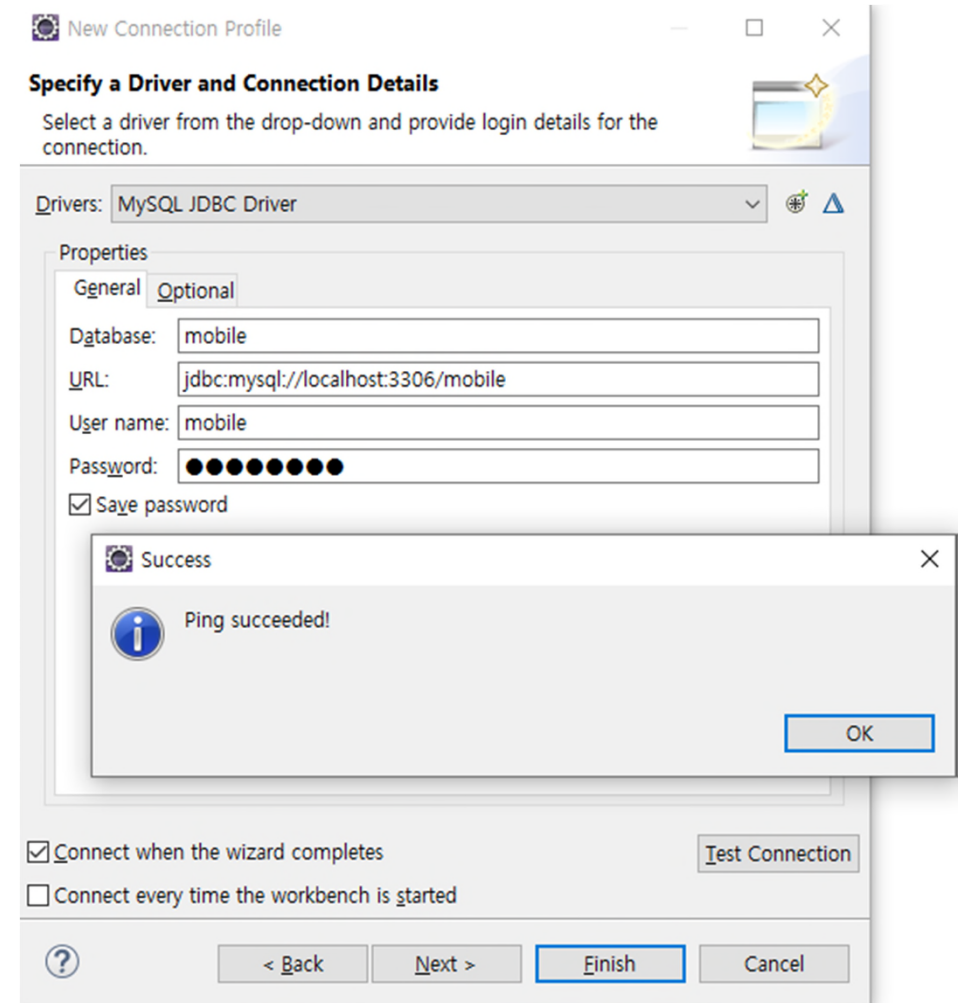 New Connection Profile
Specify a Driver and Connection Details
Select a driver from the drop-down and provide login details for the
connection.
Drivers: MySQL JDBC Driver
Properties
General Optional
Database: mobile
URL: jdbc:mysql://localhost:3306/mobile
User name: mobile
Password: ●●●●●●●●
Save password
Success
Ping succeeded!
OK
Connect when the wizard completes
Test Connection
Connect every time the workbench is started
< Back Next > Finish Cancel